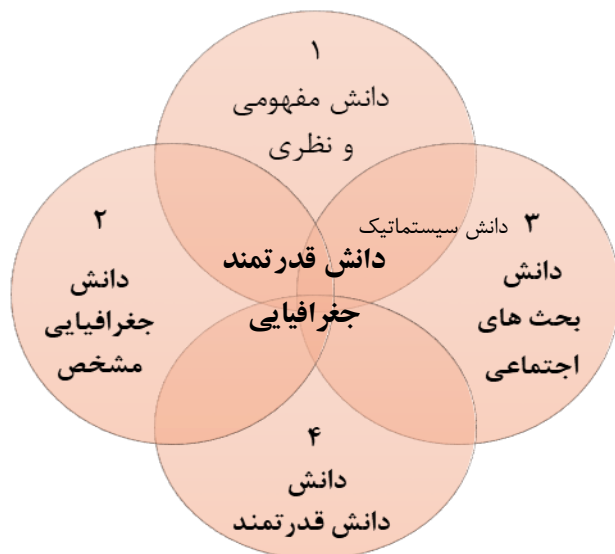 ۱
دانش مفهومی
و نظری
۲
دانش
جغرافیایی
مشخص
دانش سیستماتیک
۳
دانش
بحث های
اجتماعی
دانش قدرتمند
جغرافیایی
۴
دانش
دانش قدرتمند